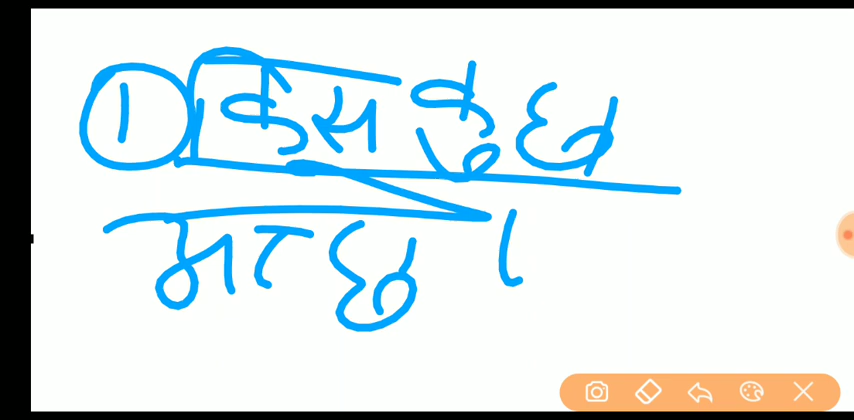 ① किस कु छ
छ ।